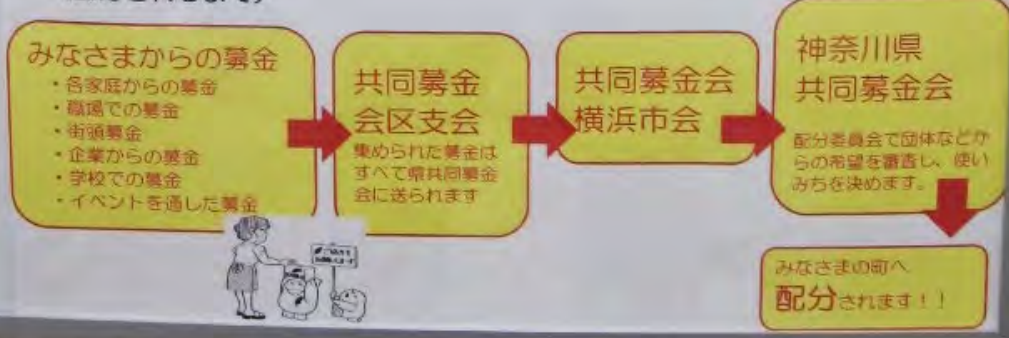 みなさまからの募金
・各家庭からの募金
・職場での募金
・街頭募金
・企業からの募金
・学校での募金
・イベントを通した募金
共同募金
会区支会
集められた募金は
すべて県共同募金
会に送られます
共同募金会
横浜市会
神奈川県
共同募金会
配分委員会で団体などか
らの希望を審査し、使い
みちを決めます。
みなさまの町へ
配分されます！！